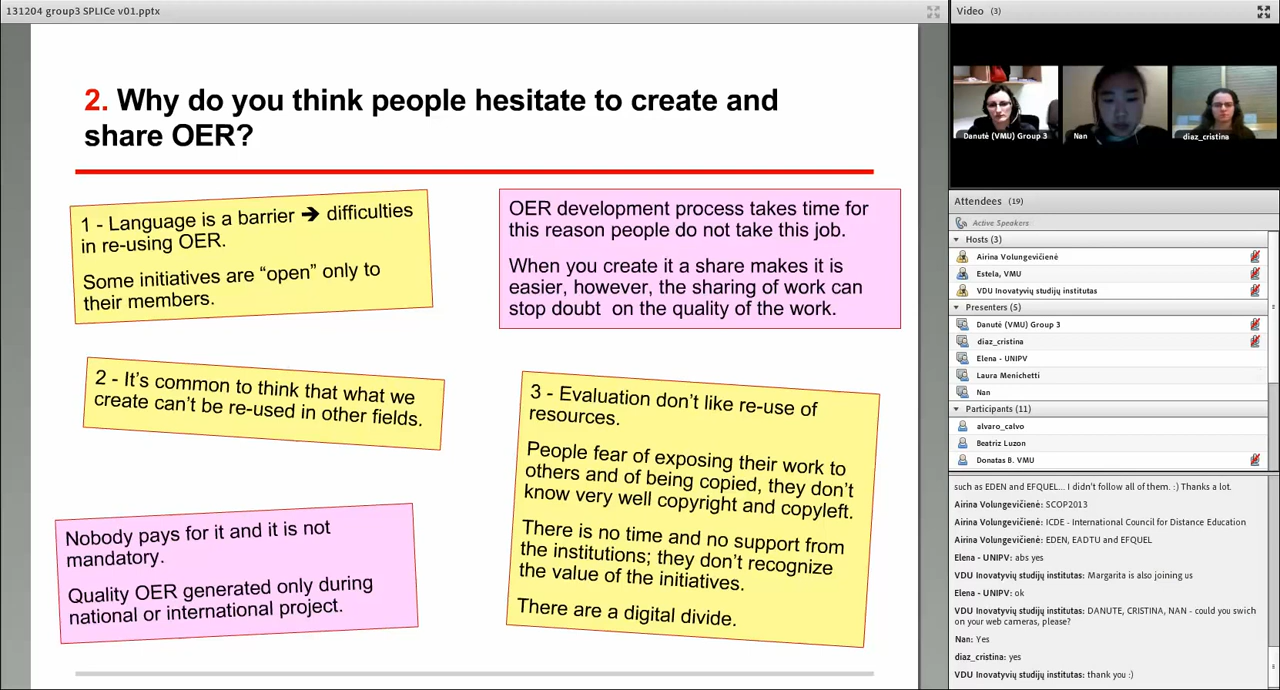 131204 group3 SPLICe v01.pptx
2. Why do you think people hesitate to create and
share OER?
1 - Language is a barrier ➔ difficulties
in re-using OER.
Some initiatives are “open” only to
their members.
OER development process takes time for
this reason people do not take this job.
When you create it a share makes it is
easier, however, the sharing of work can
stop doubt on the quality of the work.
2 - It’s common to think that what we
create can’t be re-used in other fields.
3 - Evaluation don’t like re-use of
resources.
People fear of exposing their work to
others and of being copied, they don’t
know very well copyright and copyleft.
There is no time and no support from
the institutions; they don’t recognize
the value of the initiatives.
There are a digital divide.
Nobody pays for it and it is not
mandatory.
Quality OER generated only during
national or international project.
Video (3)
Danutė (VMU) Group 3
Nan
diaz_cristina
Attendees (19)
Active Speakers
Hosts (3)
Airina Volungevičienė
Estela, VMU
VDU Inovatyvių studijų institutas
Presenters (5)
Danutė (VMU) Group 3
diaz_cristina
Elena - UNIPV
Laura Menichetti
Nan
Participants (11)
alvaro_calvo
Beatriz Luzon
Donatas B. VMU
such as EDEN and EFQUEL... I didn't follow all of them. :) Thanks a lot.
Airina Volungevičienė: SCOP2013
Airina Volungevičienė: ICDE - International Council for Distance Education
Airina Volungevičienė: EDEN, EADTU and EFQUEL
Elena - UNIPV: abs yes
VDU Inovatyvių studijų institutas: Margarita is also joining us
Elena - UNIPV: ok
VDU Inovatyvių studijų institutas: DANUTE, CRISTINA, NAN - could you swich
on your web cameras, please?
Nan: Yes
diaz_cristina: yes
VDU Inovatyvių studijų institutas: thank you :)